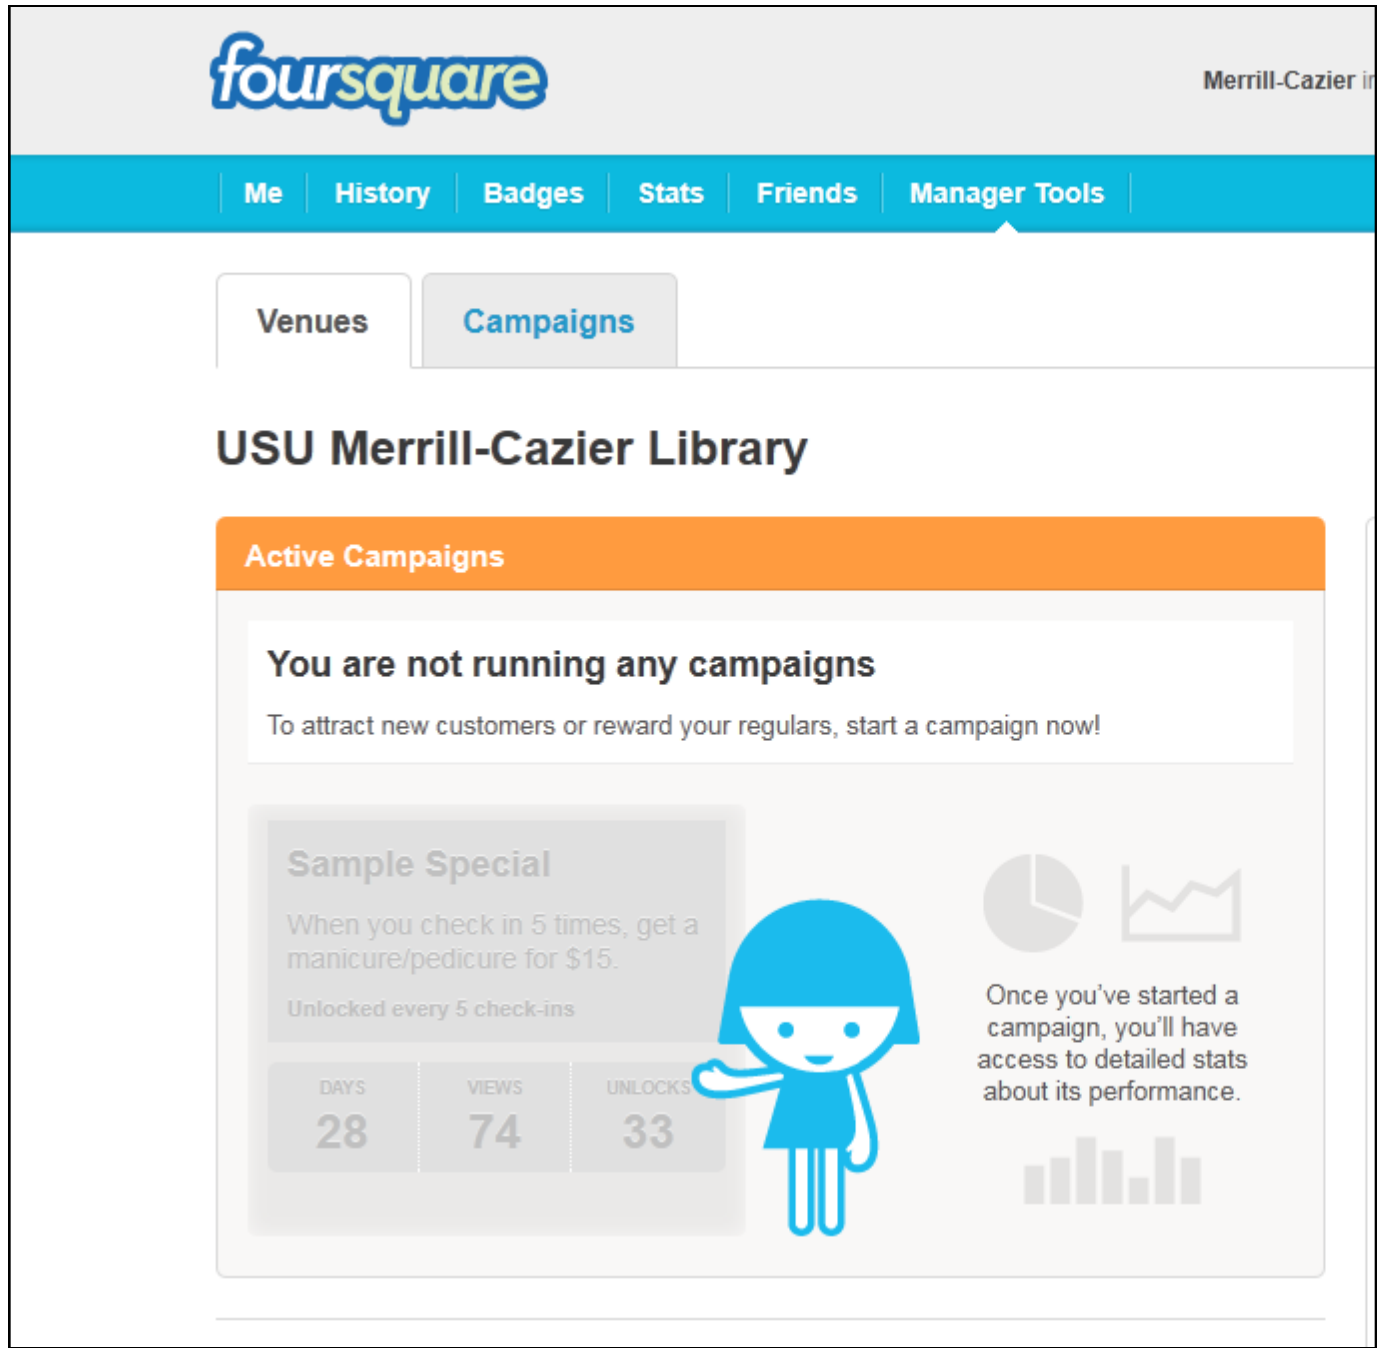 foursquare
Merrill-Cazier in
Me History Badges Stats Friends Manager Tools
Venues Campaigns
USU Merrill-Cazier Library
Active Campaigns
You are not running any campaigns
To attract new customers or reward your regulars, start a campaign now!
Sample Special
When you check in 5 times, get a
manicure/pedicure for $15.
Unlocked every 5 check-ins
DAYS VIEWS UNLOCKS
28 74 33
Once you've started a
campaign, you'll have
access to detailed stats
about its performance.